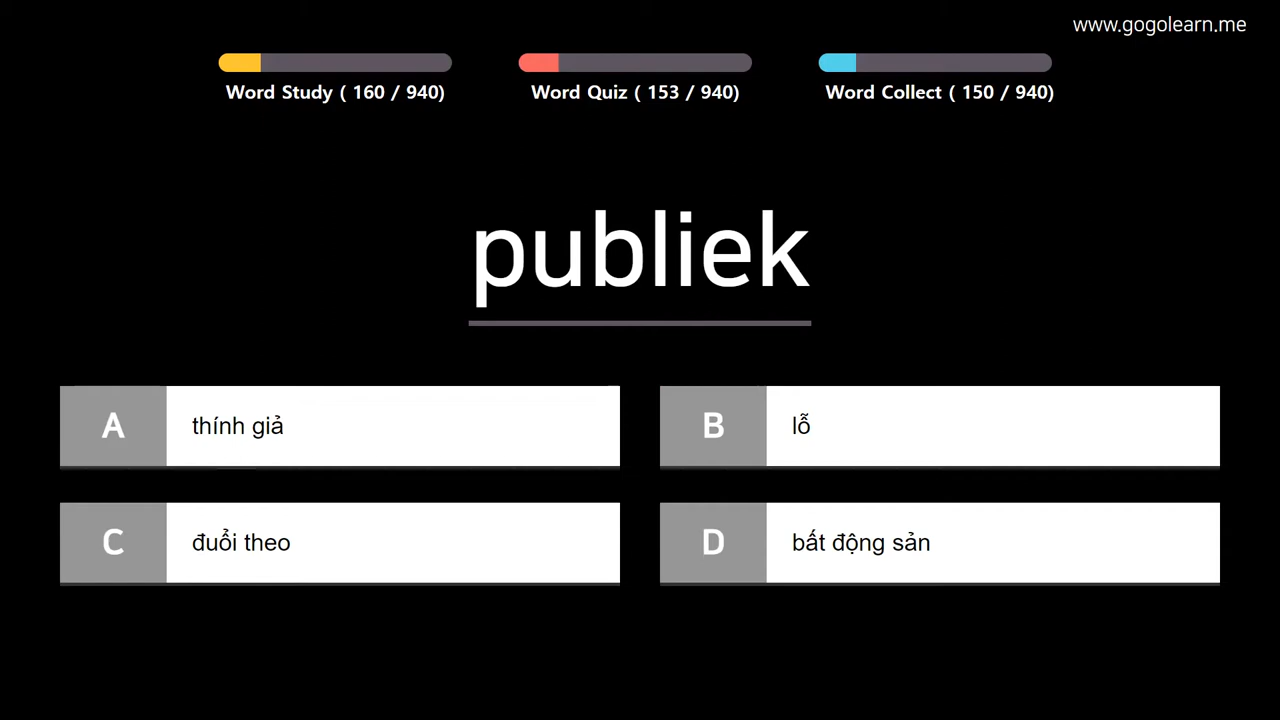 www.gogolearn.me
Word Study ( 160 / 940)
Word Quiz ( 153 / 940)
Word Collect ( 150 / 940)
publiek
A thính giả
B lỗ
C đuổi theo
D bất động sản